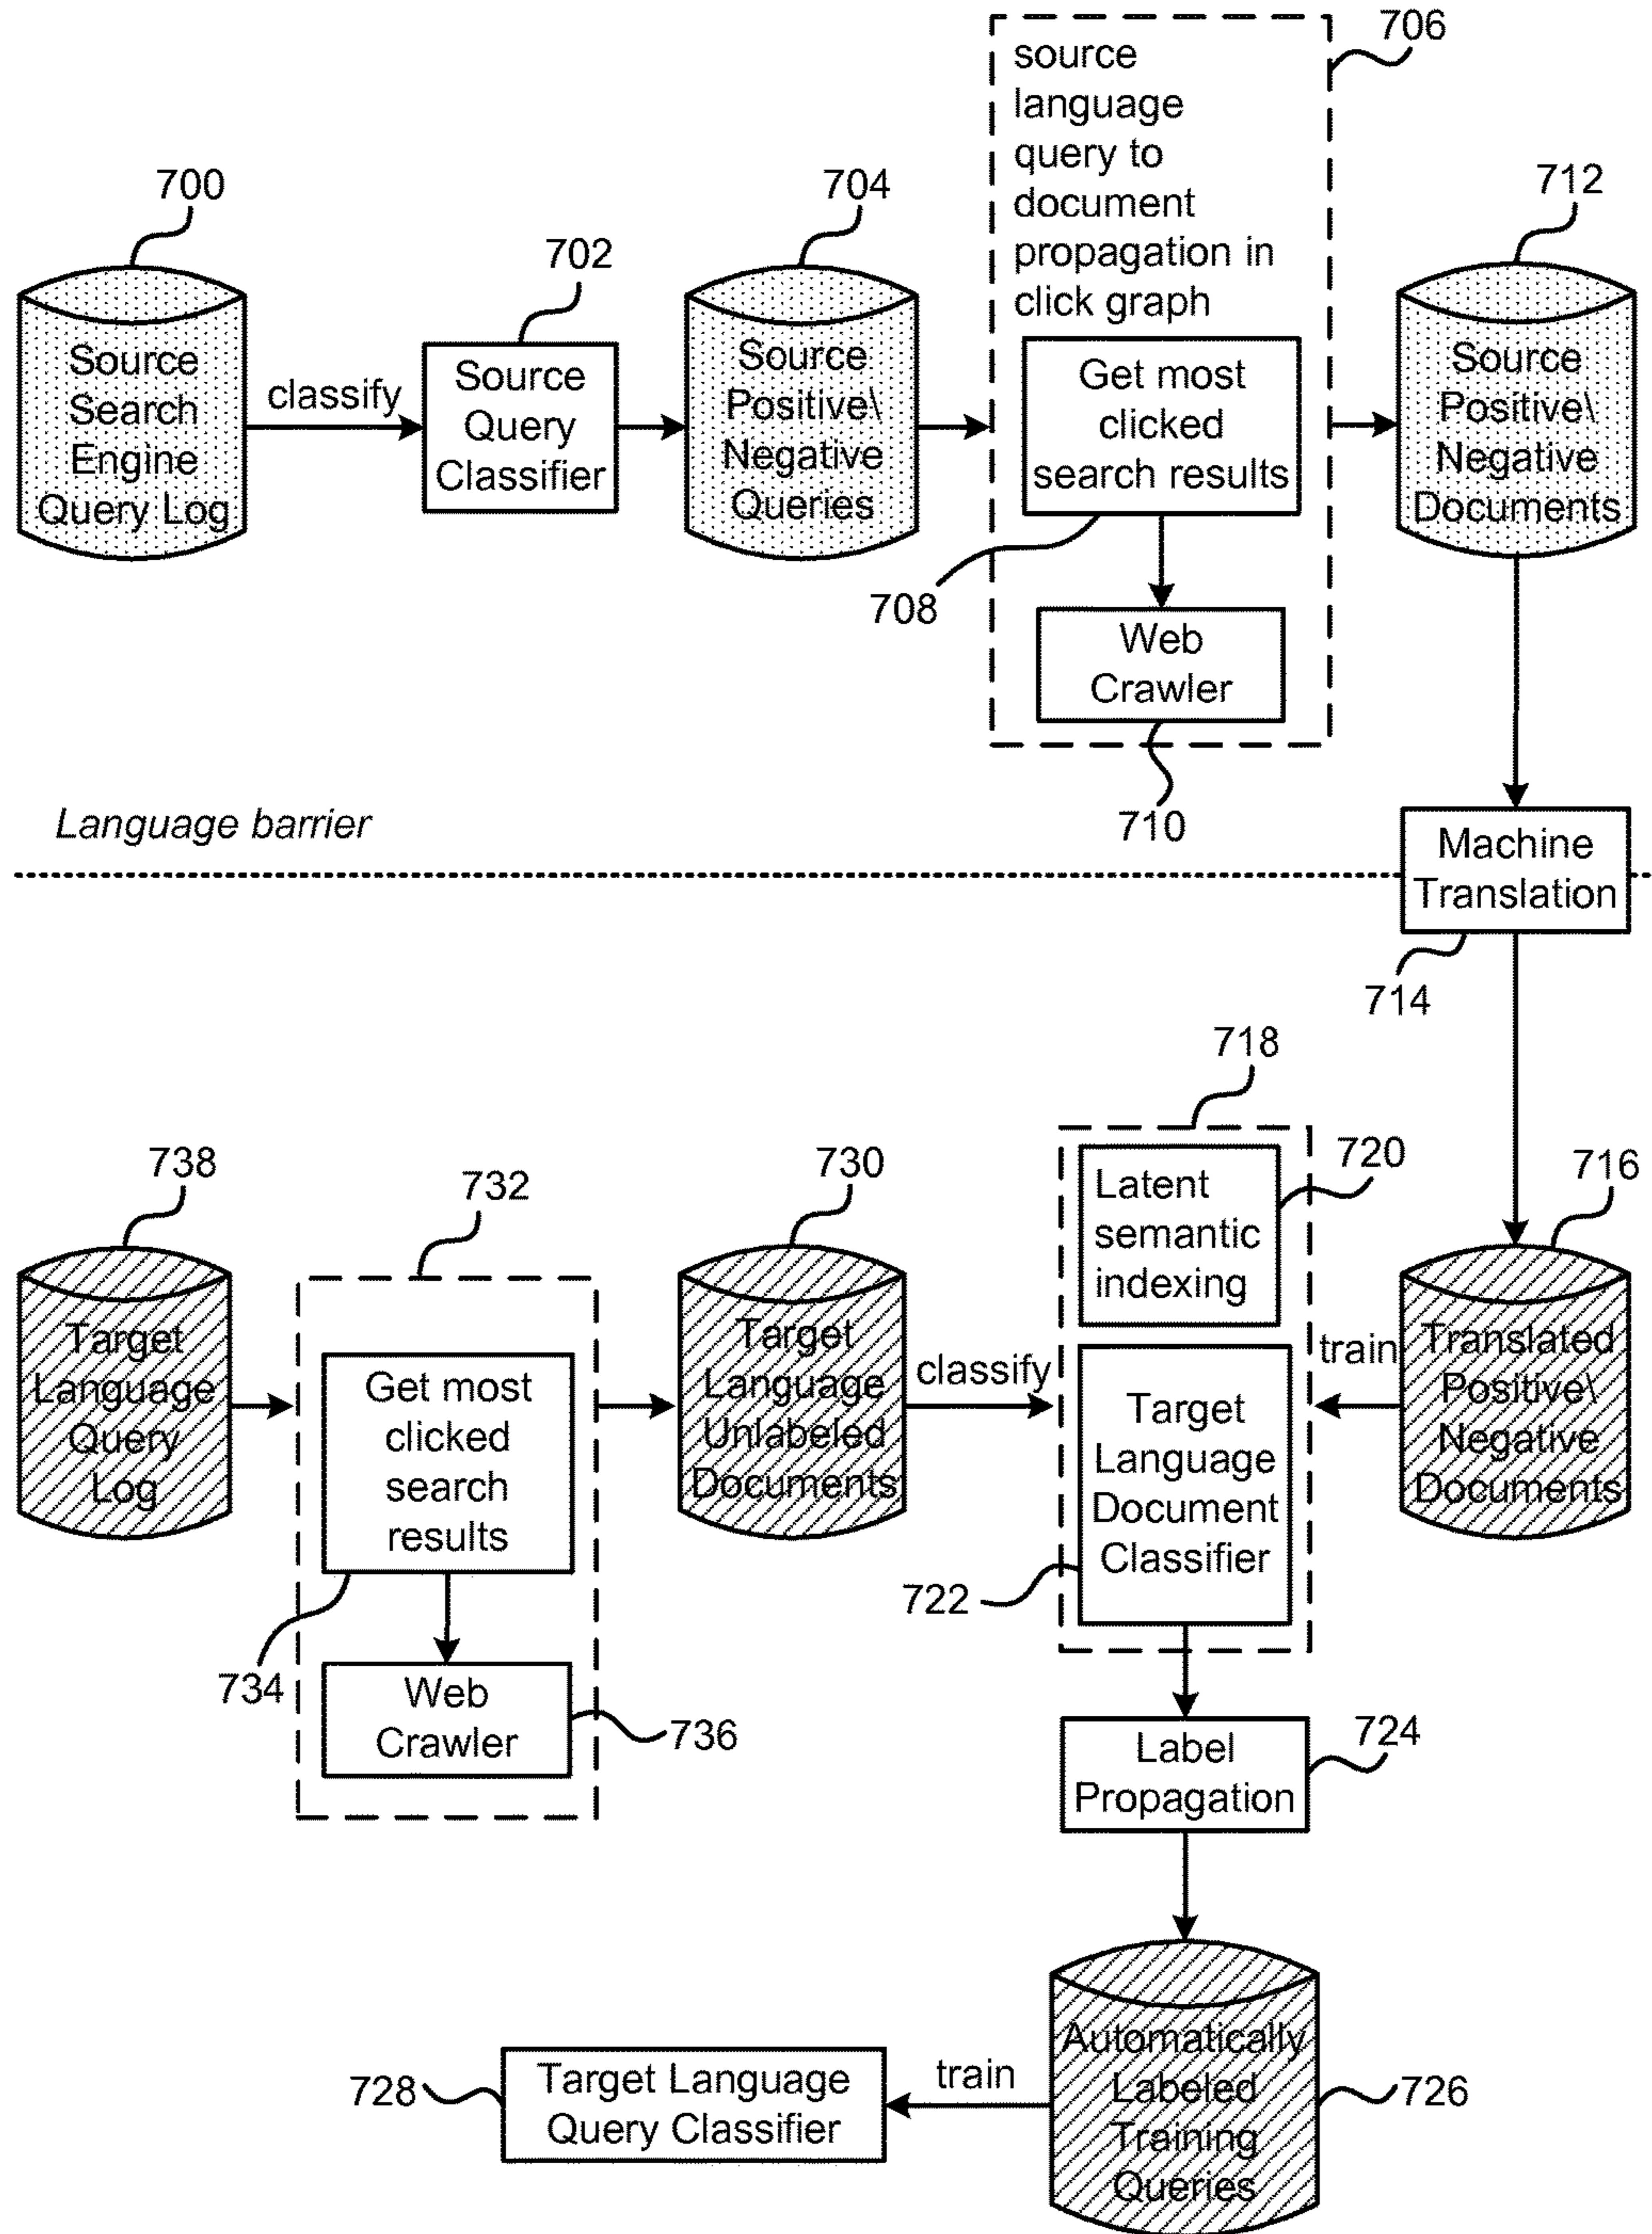 706
source
language
query to
document
propagation in
click graph
700
704
712
702
Source
Search
Engine
Query Log
classify
Source
Query
Classifier
Source
Positive\
Negative
Queries
Get most
clicked
search results
Source
Positive\
Negative
Documents
708
Web
Crawler
710
Language barrier
Machine
Translation
714
718
738
732
730
720
716
Latent
semantic
indexing
Target
Language
Query
Log
Get most
clicked
search
results
Target
Language
Unlabeled
Documents
classify
Target
Language
Document
Classifier
train
Translated
Positive\
Negative
Documents
722
734
Web
Crawler
736
Label
Propagation
724
Automatically
Labeled
Training
Queries
726
train
Target Language
Query Classifier
728